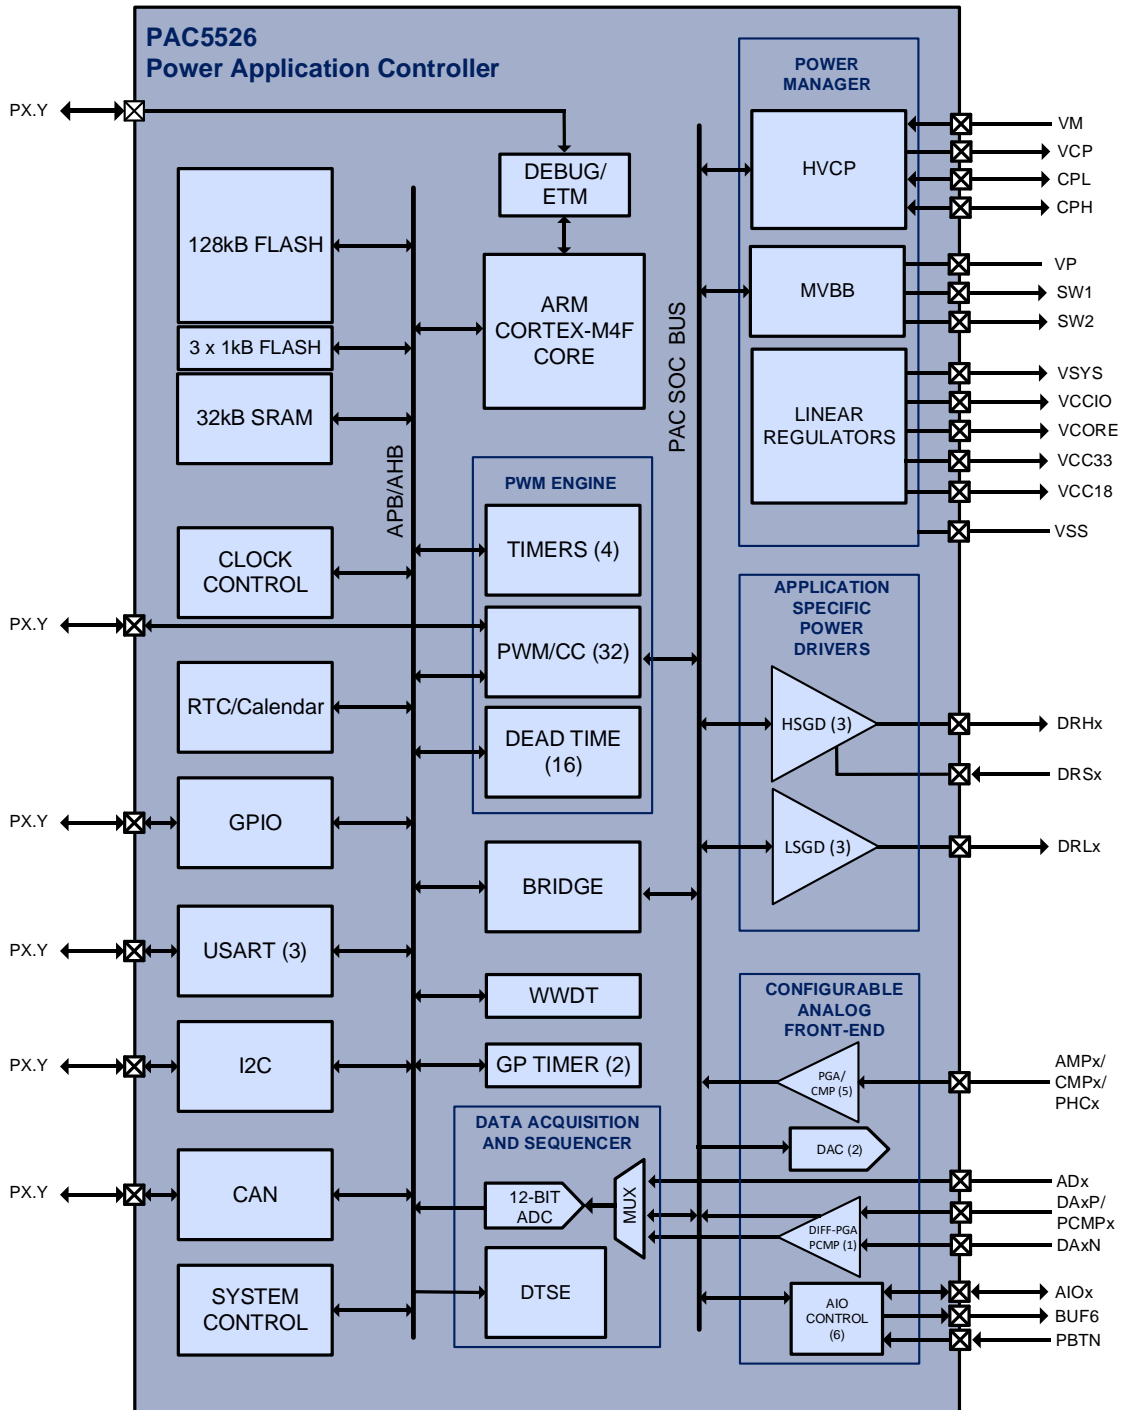 PAC5526
Power Application Controller
PX.Y
DEBUG/
ETM
128kB FLASH
3 x 1kB FLASH
32kB SRAM
ARM
CORTEX-M4F
CORE
APB/AHB
PAC SOC BUS
CLOCK
CONTROL
PX.Y
RTC/Calendar
PX.Y
GPIO
PX.Y
USART (3)
PX.Y
I2C
PX.Y
CAN
SYSTEM
CONTROL
PWM ENGINE
TIMERS (4)
PWM/CC (32)
DEAD TIME
(16)
BRIDGE
WWDT
GP TIMER (2)
DATA ACQUISITION
AND SEQUENCER
12-BIT
ADC
MUX
DTSE
POWER
MANAGER
HVCP
VM
VCP
CPL
CPH
MVBB
VP
SW1
SW2
LINEAR
REGULATORS
VSYS
VCCIO
VCORE
VCC33
VCC18
VSS
APPLICATION
SPECIFIC
POWER
DRIVERS
HSGD (3)
DRHx
DRSx
LSGD (3)
DRLx
CONFIGURABLE
ANALOG
FRONT-END
PGA/
CMP (5)
AMPx/
CMPx/
PHCx
DAC (2)
ADx
DAxP/
PCMPx
DIFF-PGA
PCMP (1)
DAxN
AIO
CONTROL
(6)
AIOx
BUF6
PBTN